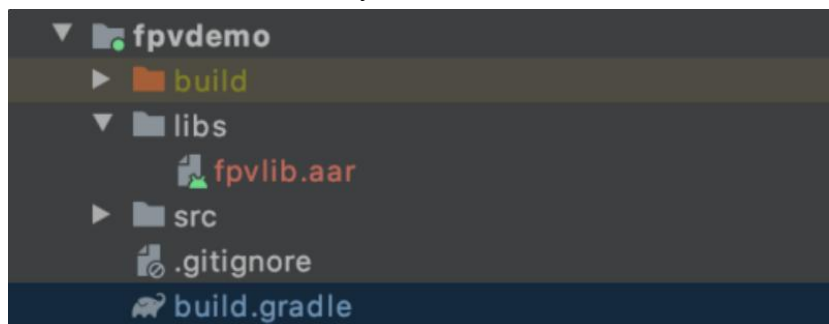 fpvdemo
build
libs
fpvlib.aar
src
.gitignore
build.gradle